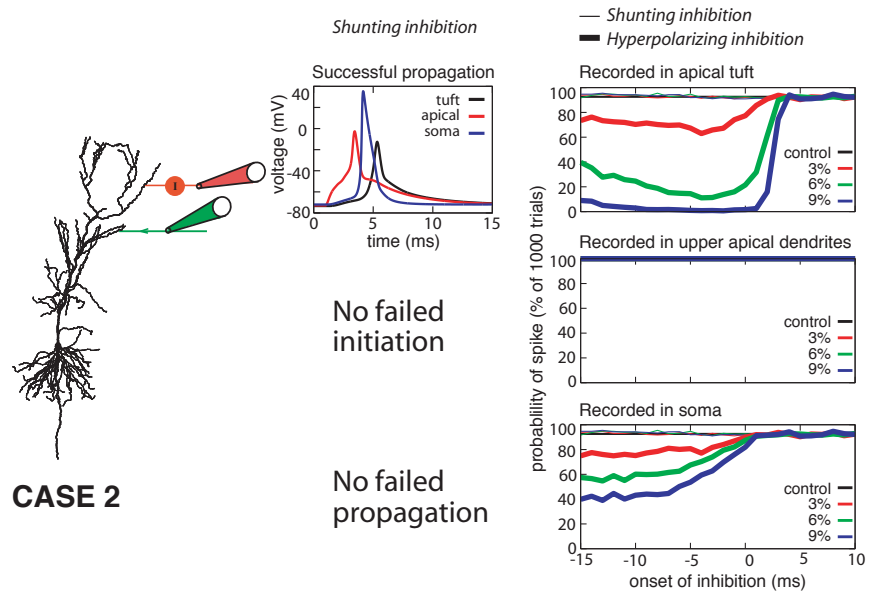 Shunting inhibition
Shunting inhibition
Hyperpolarizing inhibition
Successful propagation
voltage (mV)
40
0
-40
-80
tuft
apical
soma
0
5
10
15
time (ms)
I
CASE 2
No failed
initiation
No failed
propagation
probablility of spike (% of 1000 trials)
Recorded in apical tuft
100
80
60
40
20
0
control
3%
6%
9%
Recorded in upper apical dendrites
100
80
60
40
20
0
control
3%
6%
9%
Recorded in soma
100
80
60
40
20
0
control
3%
6%
9%
-15
-10
-5
0
5
10
onset of inhibition (ms)